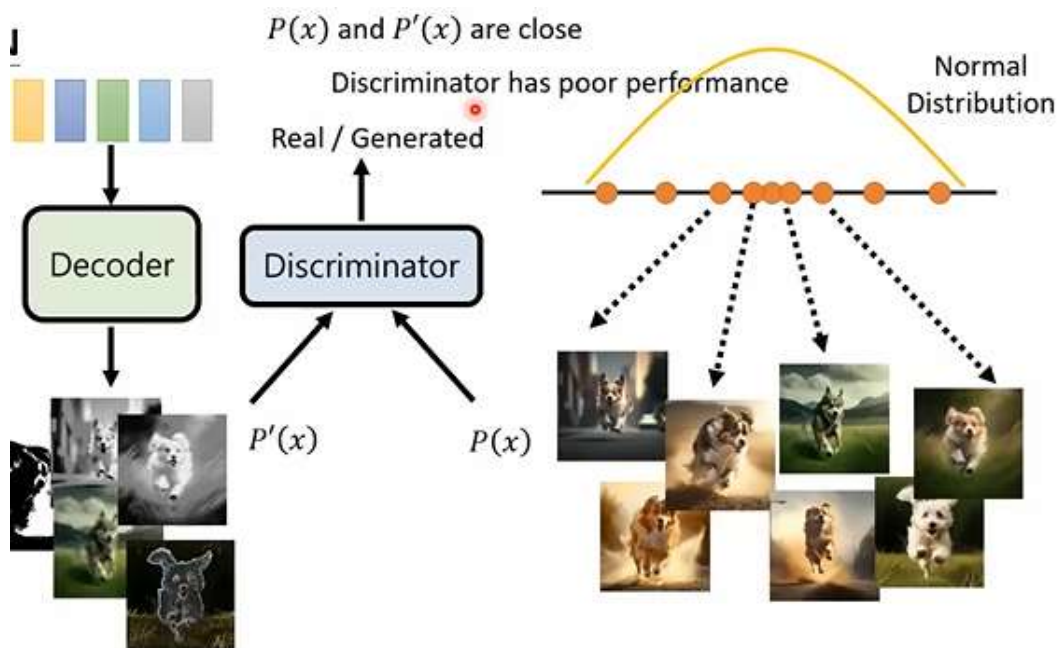 P(x) and P′(x) are close
Discriminator has poor performance
Normal
Distribution
Real / Generated
Decoder
Discriminator
P′(x)
P(x)